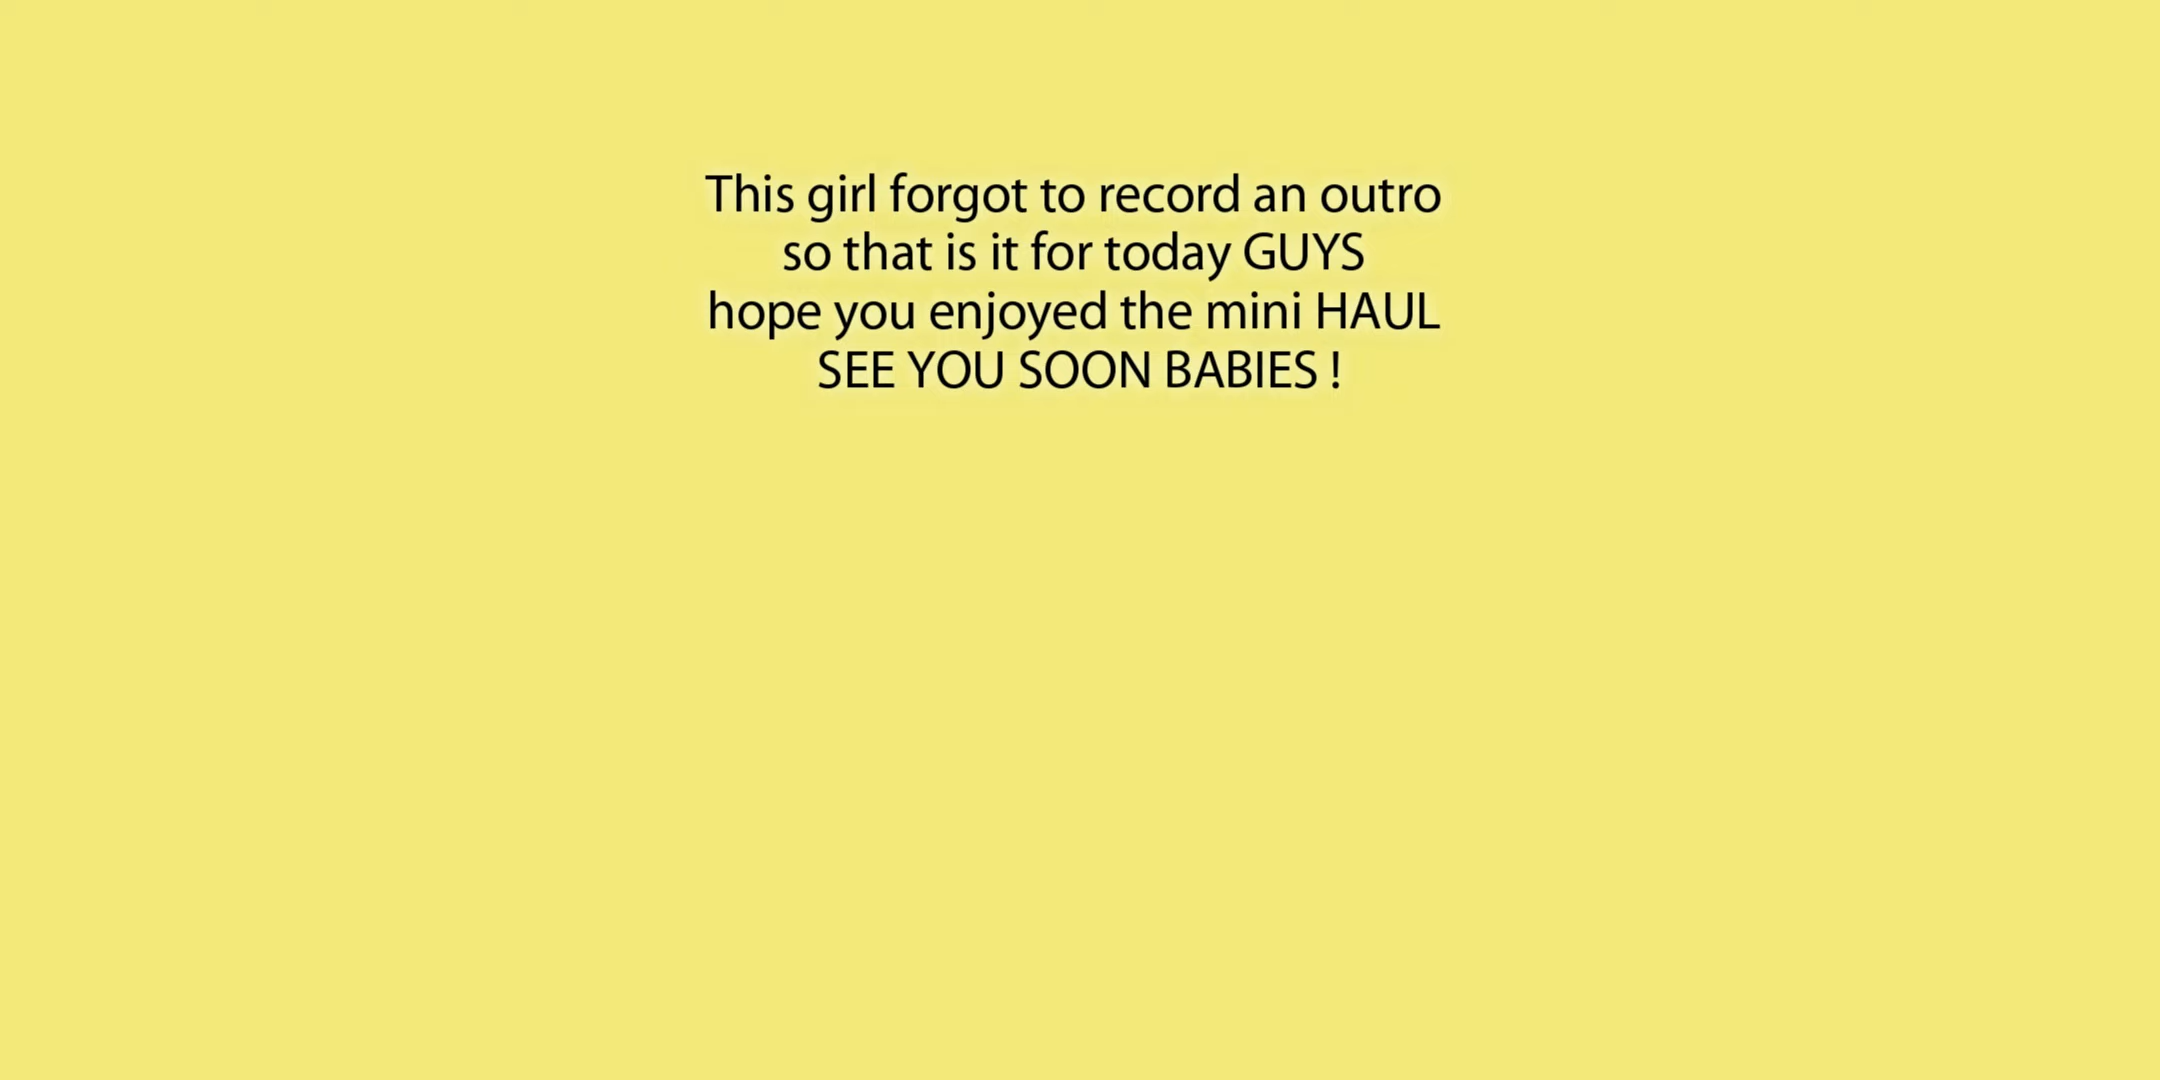 This girl forgot to record an outro
so that is it for today GUYS
hope you enjoyed the mini HAUL
SEE YOU SOON BABIES !